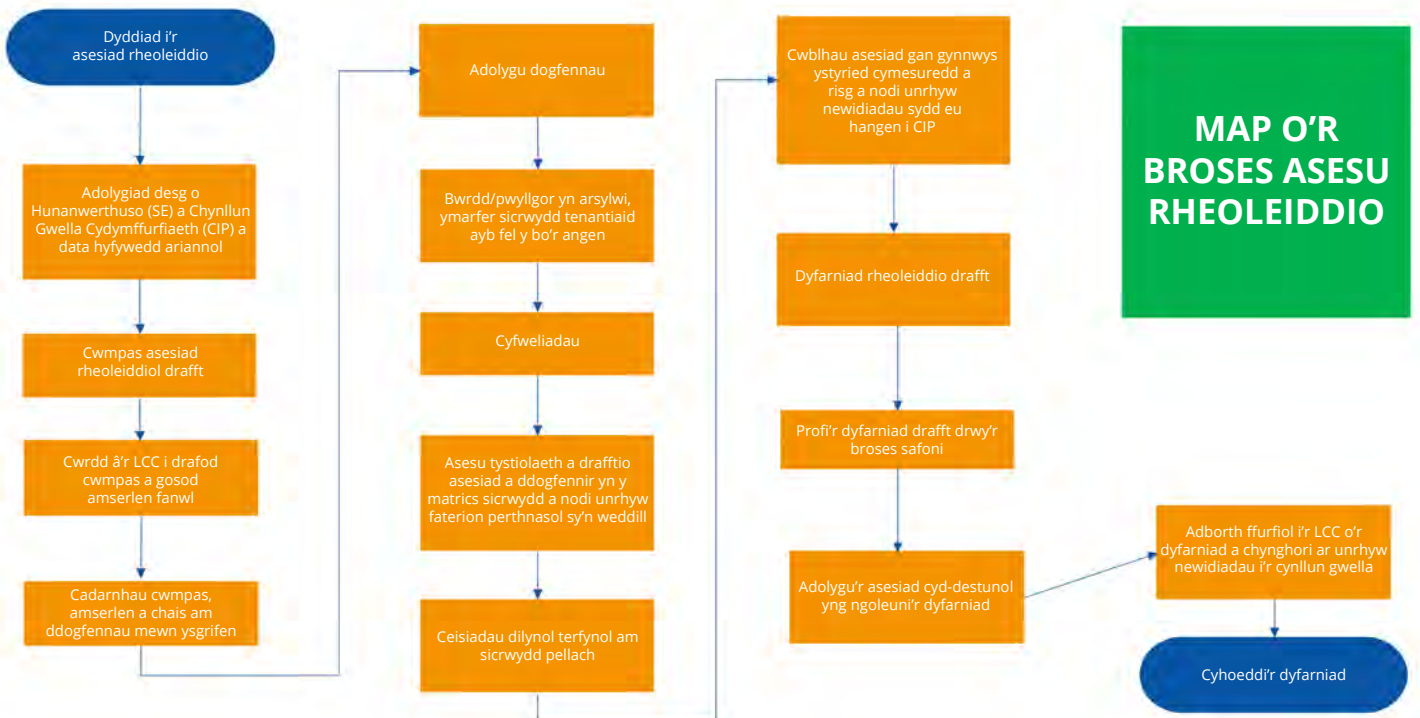 Dyddiad i'r
asesiad rheoleiddio
Adolygiad desg o
Hunanwerthuso (SE) a Chynllun
Gwella Cydymffurfiaeth (CIP) a
data hyfywedd ariannol
Cwmpas asesiad
rheoleiddiol drafft
Cwrdd â'r LCC i drafod
cwmpas a gosod
amserlen fanwl
Cadarnhau cwmpas,
amserlen a chais am
ddogfennau mewn ysgrifen
Adolygu dogfennau
Bwrdd/pwyllgor yn arsylwi,
ymarfer sicrwydd tenantiaid
ayb fel y bo'r angen
Cyfweliadau
Asesu tystiolaeth a drafftio
asesiad a ddogfennir yn y
matrics sicrwydd a nodi unrhyw
faterion perthnasol sy'n weddill
Ceisiadau dilynol terfynol am
sicrwydd pellach
Cwblhau asesiad gan gynnwys
ystyried cymesuredd a
risg a nodi unrhyw
newidiadau sydd eu
hangen i CIP
Dyfarniad rheoleiddio drafft
Profi'r dyfarniad drafft drwy'r
broses safoni
Adolygu'r asesiad cyd-destunol
yng ngoleuni'r dyfarniad
MAP O'R
BROSES ASESU
RHEOLEIDDIO
Adborth ffurfiol i'r LCC o'r
dyfarniad a chynghori ar unrhyw
newidiadau i'r cynllun gwella
Cyhoeddi'r dyfarniad